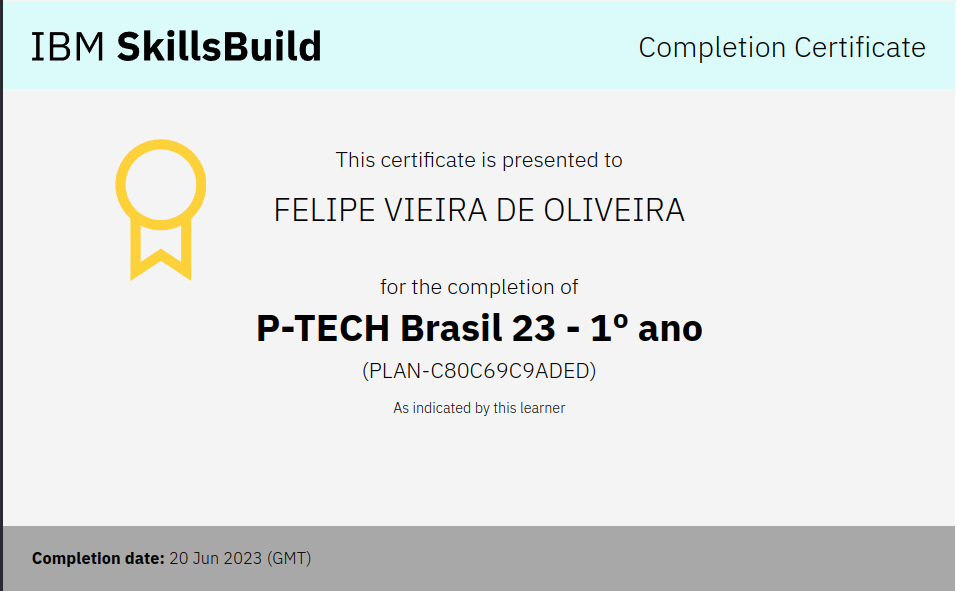 IBM SkillsBuild
Completion Certificate
This certificate is presented to
FELIPE VIEIRA DE OLIVEIRA
for the completion of
P-TECH Brasil 23 - 1º ano
(PLAN-C80C69C9ADED)
As indicated by this learner
Completion date: 20 Jun 2023 (GMT)